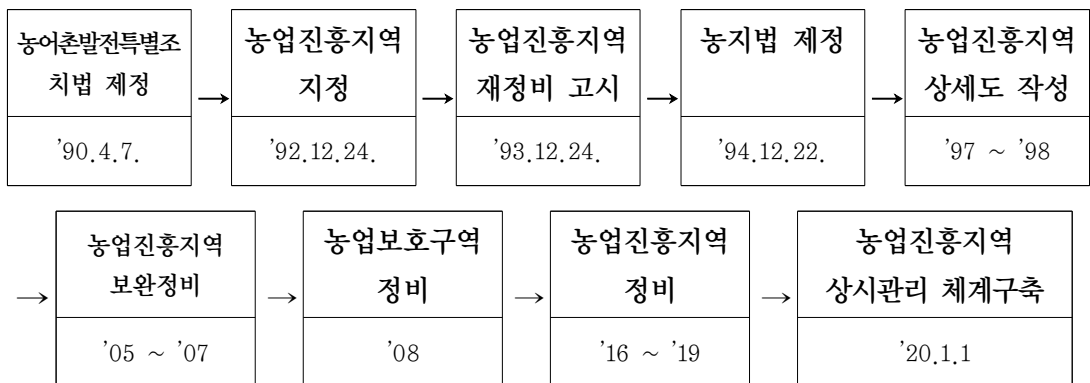 농어촌발전특별조
치법 제정
'90.4.7.
→
농업진흥지역
지정
'92.12.24.
→
농업진흥지역
재정비 고시
'93.12.24.
→
농지법 제정
'94.12.22.
→
농업진흥지역
상세도 작성
'97 ~ '98
→
농업진흥지역
보완정비
'05 ~ '07
→
농업보호구역
정비
'08
→
농업진흥지역
정비
'16 ~ '19
→
농업진흥지역
상시관리 체계구축
'20.1.1